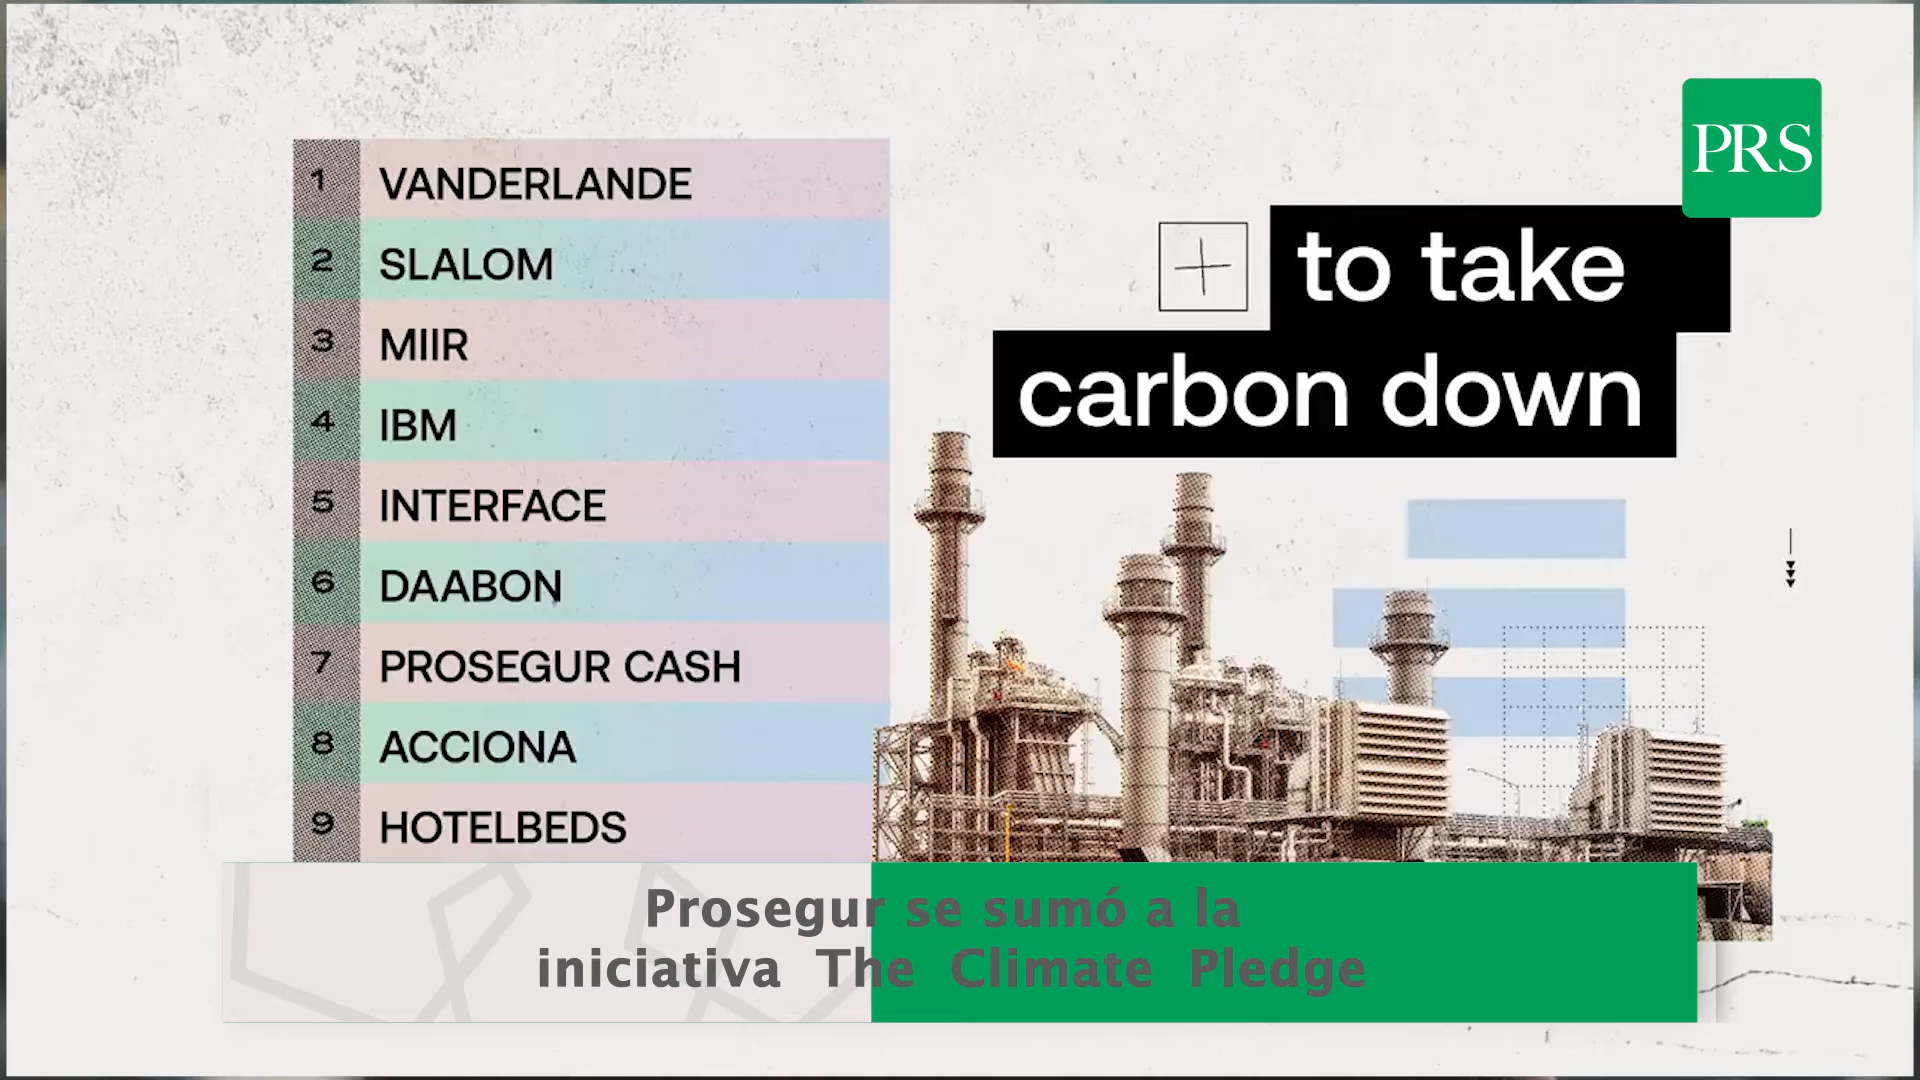 PRS
1 VANDERLANDE
2 SLALOM
3 MIIR
4 IBM
5 INTERFACE
6 DAABON
7 PROSEGUR CASH
8 ACCIONA
9 HOTELBEDS
to take
carbon down
Prosegur se sumó a la
iniciativa The Climate Pledge